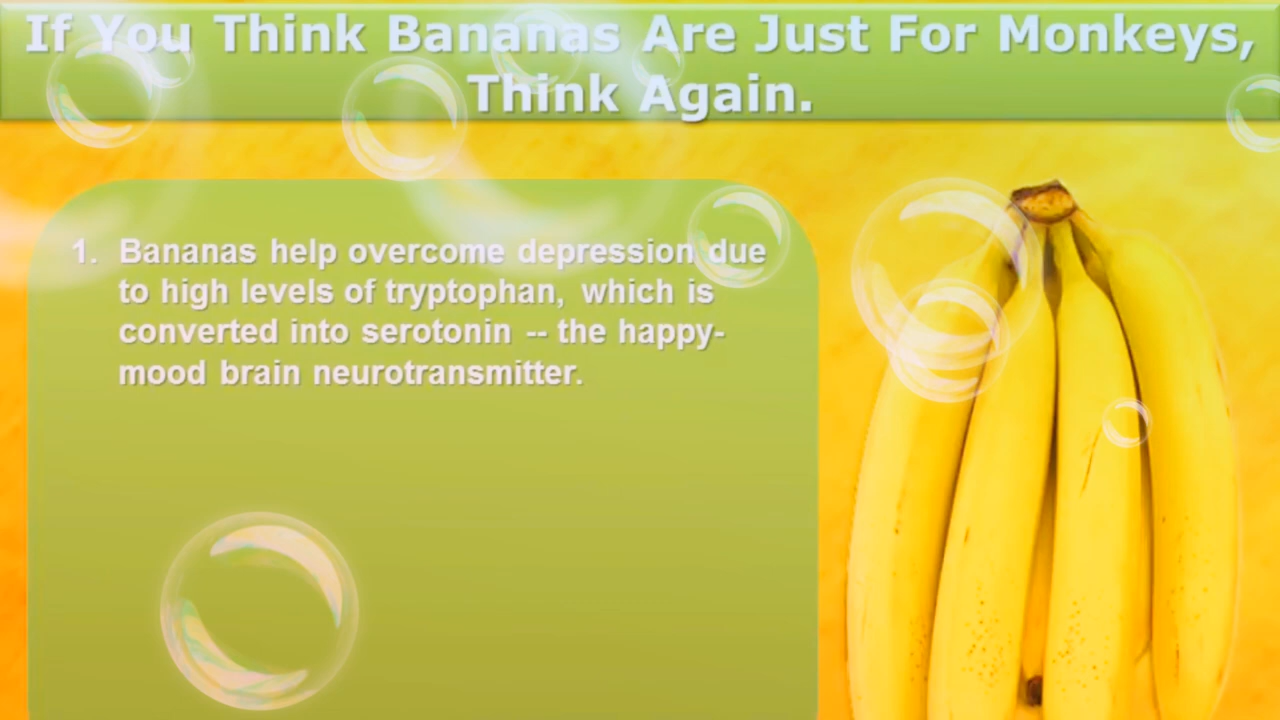 If You Think Bananas Are Just For Monkeys,
Think Again.
1. Bananas help overcome depression due
to high levels of tryptophan, which is
converted into serotonin -- the happy-
mood brain neurotransmitter.